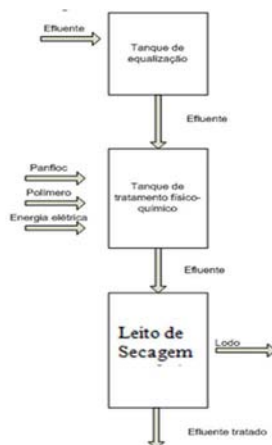 Efluente
Tanque de
equalização
Efluente
Panfloc
Polímero
Energia elétrica
Tanque de
tratamento físico-
químico
Efluente
Leito de
Secagem
Lodo
Efluente tratado